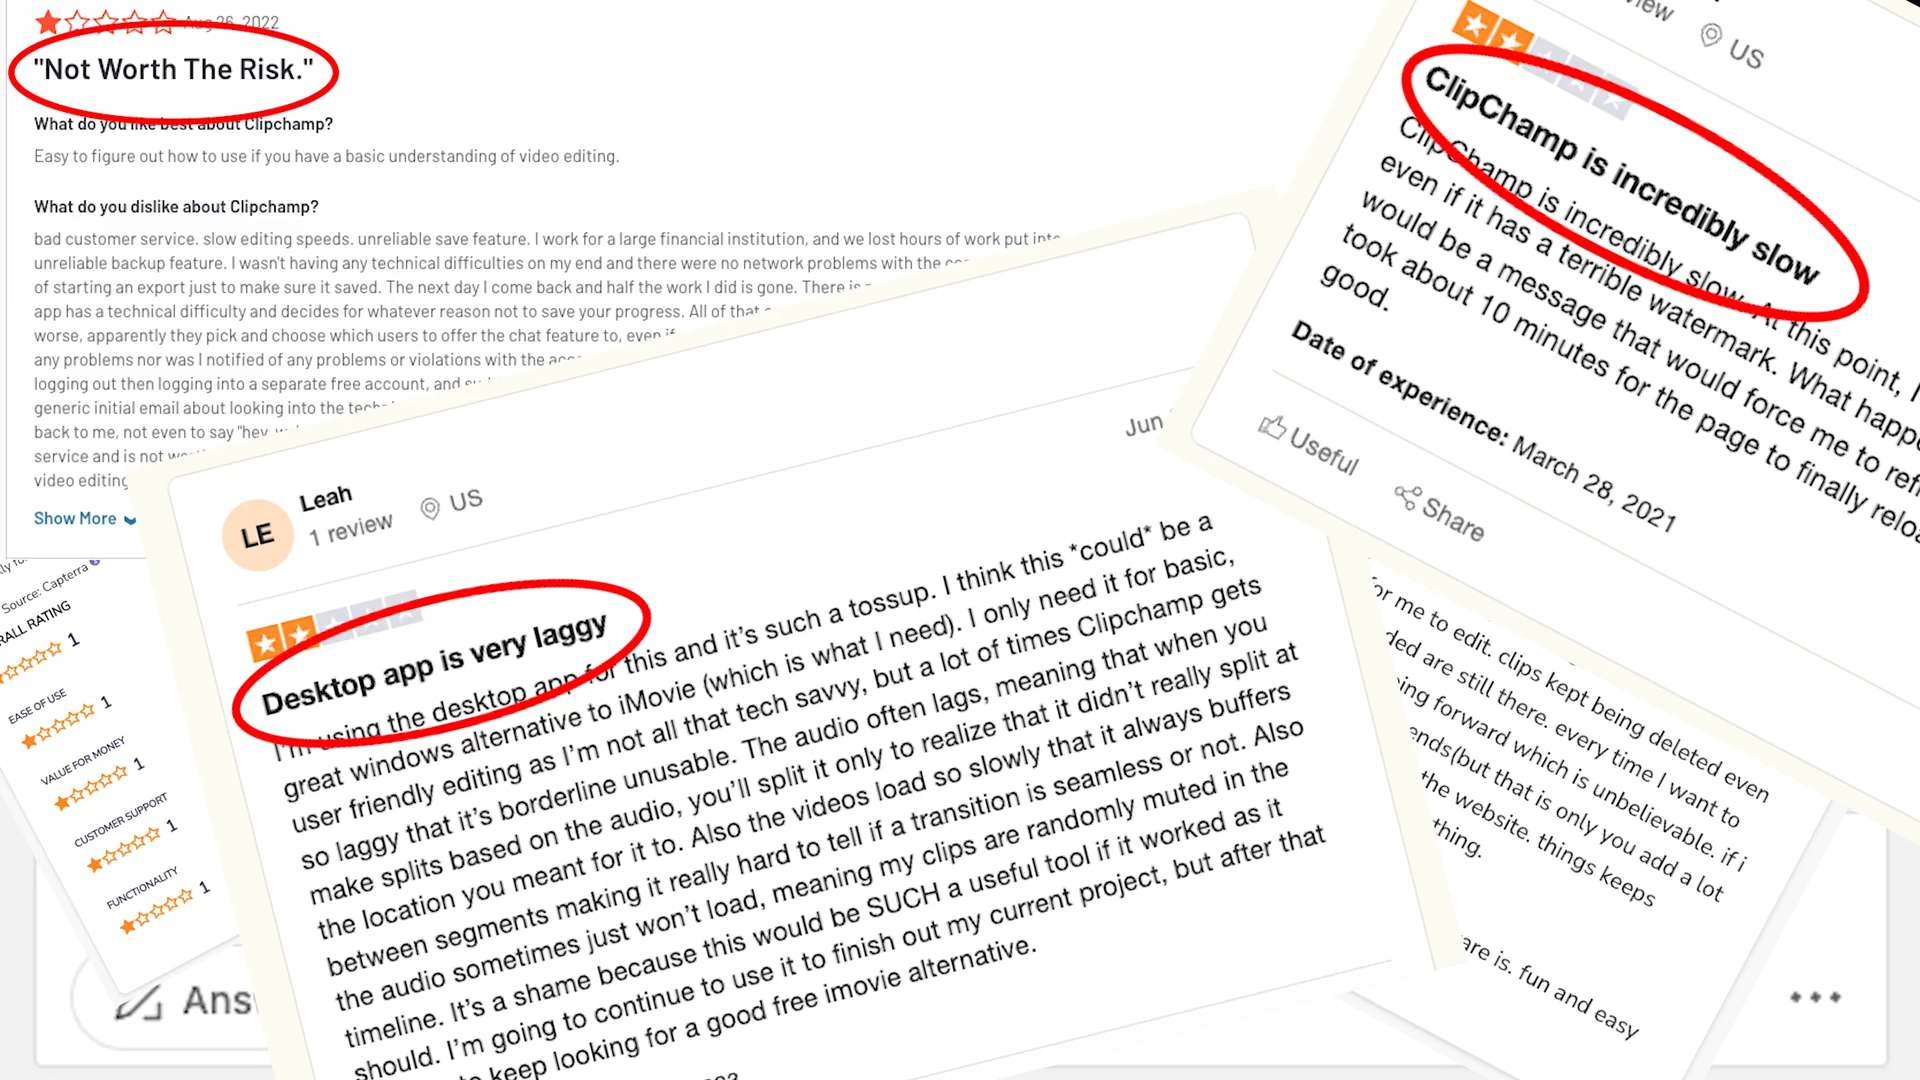 Aug 26, 2022
"Not Worth The Risk."
What do you like best about Clipchamp?
Easy to figure out how to use if you have a basic understanding of video editing.
What do you dislike about Clipchamp?
bad customer service. slow editing speeds. unreliable save feature. I work for a large financial institution, and we lost hours of work put into
unreliable backup feature. I wasn't having any technical difficulties on my end and there were no network problems with the
of starting an export just to make sure it saved. The next day I come back and half the work I did is gone. There is
app has a technical difficulty and decides for whatever reason not to save your progress. All of that
worse, apparently they pick and choose which users to offer the chat feature to, even if
any problems nor was I notified of any problems or violations with the
logging out then logging into a separate free account, and
generic initial email about looking into the
back to me, not even to say "hey,
service and is not
video editing
Show More
US
ClipChamp is incredibly slow
ClipChamp is incredibly slow. At this point, I
even if it has a terrible watermark. What
would be a message that would force me to
took about 10 minutes for the page to finally
good.
Date of experience: March 28, 2021
Useful
Share
Jun
LE
Leah
1 review
US
Desktop app is very laggy
I'm using the desktop app for this and it's such a tossup. I think this *could* be a
great windows alternative to iMovie (which is what I need). I only need it for basic,
user friendly editing as I'm not all that tech savvy, but a lot of times Clipchamp gets
so laggy that it's borderline unusable. The audio often lags, meaning that when you
make splits based on the audio, you'll split it only to realize that it didn't really split at
the location you meant for it to. Also the videos load so slowly that it always buffers
between segments making it really hard to tell if a transition is seamless or not. Also
the audio sometimes just won't load, meaning my clips are randomly muted in the
timeline. It's a shame because this would be SUCH a useful tool if it worked as it
should. I'm going to continue to use it to finish out my current project, but after that
keep looking for a good free imovie alternative.
Source: Capterra
RATING
1
EASE OF USE
1
VALUE FOR MONEY
1
CUSTOMER SUPPORT
1
FUNCTIONALITY
1
for me to edit. clips kept being deleted even
are still there. every time I want to
forward which is unbelievable. if i
(but that is only you add a lot
the website. things keeps
is. fun and easy